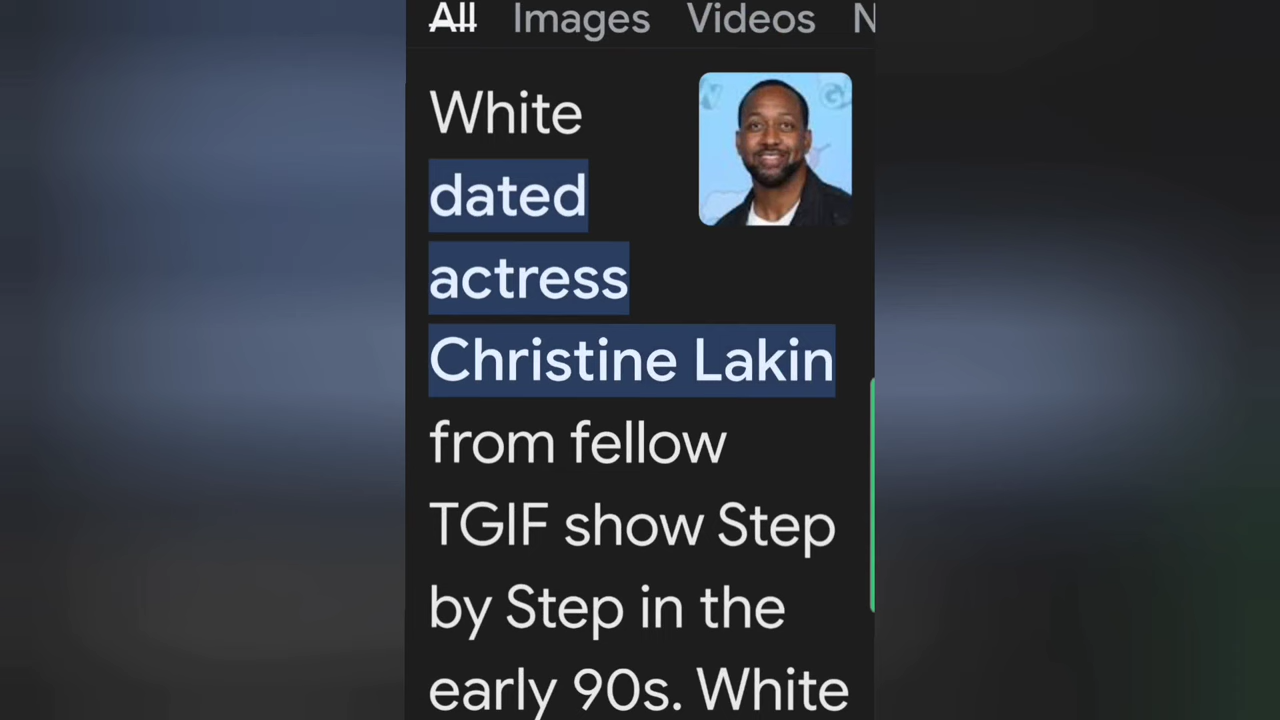 All Images Videos N
White
dated
actress
Christine Lakin
from fellow
TGIF show Step
by Step in the
early 90s. White